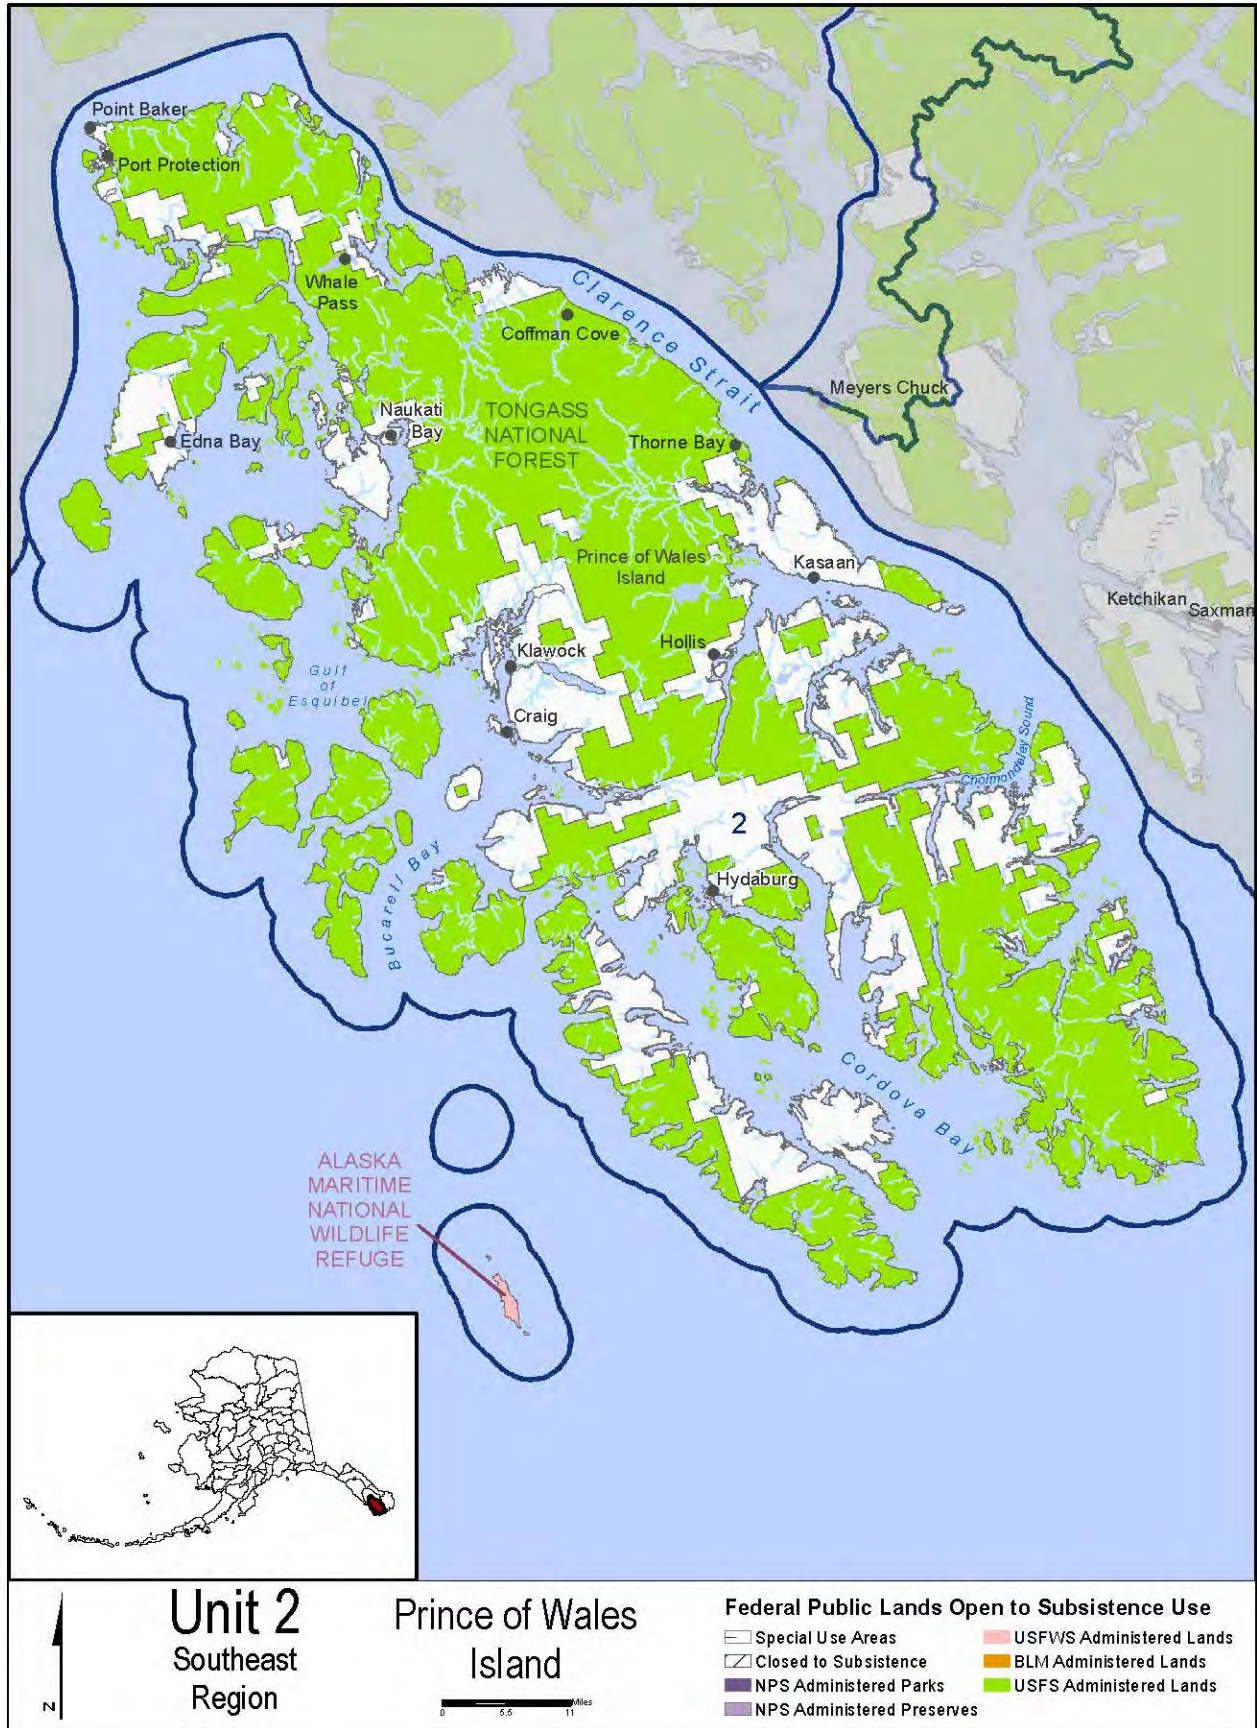 Point Baker
Port Protection
Whale
Pass
Clarence Strait
Coffman Cove
Meyers Chuck
Naukati
Bay
TONGASS
NATIONAL
FOREST
Edna Bay
Thorne Bay
Prince of Wales
Island
Kasaan
Ketchikan
Saxman
Hollis
Klawock
Gulf
of
Esquibel
Craig
Cholmondeley Sound
2
Bucareli Bay
Hydaburg
Cordova Bay
ALASKA
MARITIME
NATIONAL
WILDLIFE
REFUGE
N
Unit 2
Southeast
Region
Prince of Wales
Island
Miles
0 5.5 11
Federal Public Lands Open to Subsistence Use
Special Use Areas
Closed to Subsistence
NPS Administered Parks
NPS Administered Preserves
USFWS Administered Lands
BLM Administered Lands
USFS Administered Lands